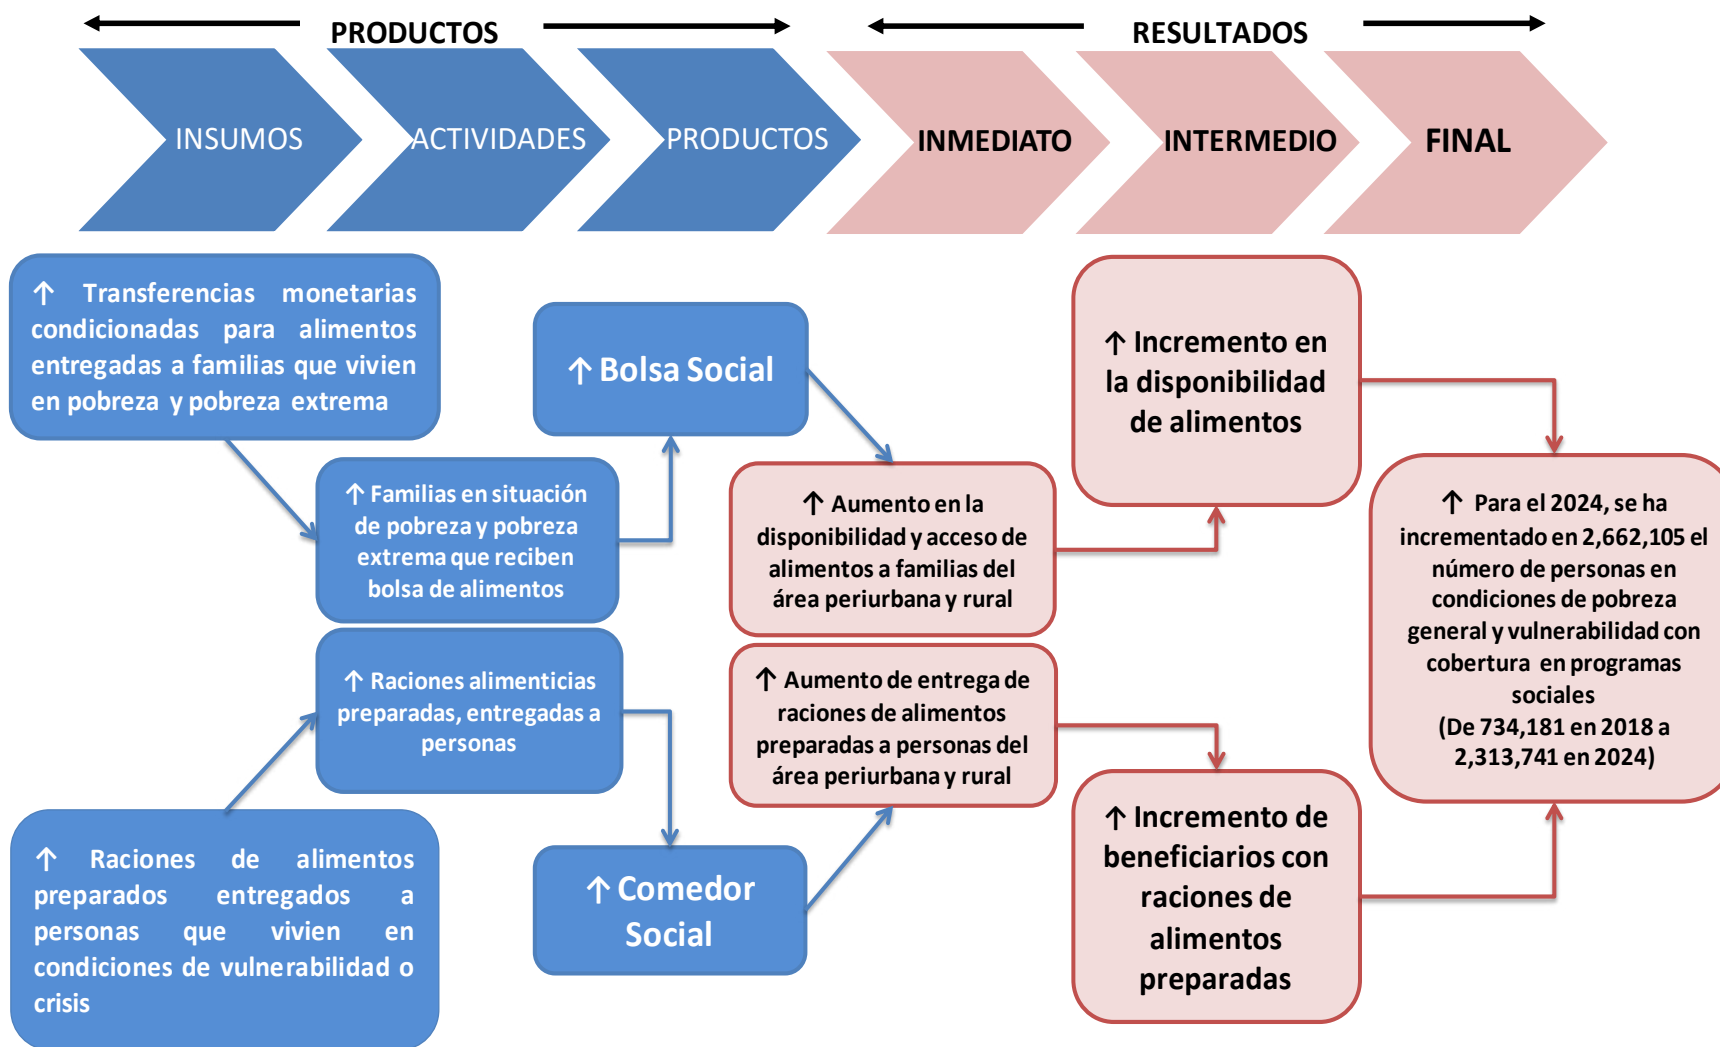 PRODUCTOS
RESULTADOS
INSUMOS
ACTIVIDADES
PRODUCTOS
INMEDIATO
INTERMEDIO
FINAL
↑ Transferencias monetarias
condicionadas para alimentos
entregadas a familias que vivien
en pobreza y pobreza extrema
↑ Familias en situación
de pobreza y pobreza
extrema que reciben
bolsa de alimentos
↑ Bolsa Social
↑ Aumento en la
disponibilidad y acceso de
alimentos a familias del
área periurbana y rural
↑ Incremento en
la disponibilidad
de alimentos
↑ Raciones de alimentos
preparados entregados a
personas que vivien en
condiciones de vulnerabilidad o
crisis
↑ Raciones alimenticias
preparadas, entregadas a
personas
↑ Comedor
Social
↑ Aumento de entrega de
raciones de alimentos
preparadas a personas del
área periurbana y rural
↑ Incremento de
beneficiarios con
raciones de
alimentos
preparadas
↑ Para el 2024, se ha
incrementado en 2,662,105 el
número de personas en
condiciones de pobreza
general y vulnerabilidad con
cobertura en programas
sociales
(De 734,181 en 2018 a
2,313,741 en 2024)